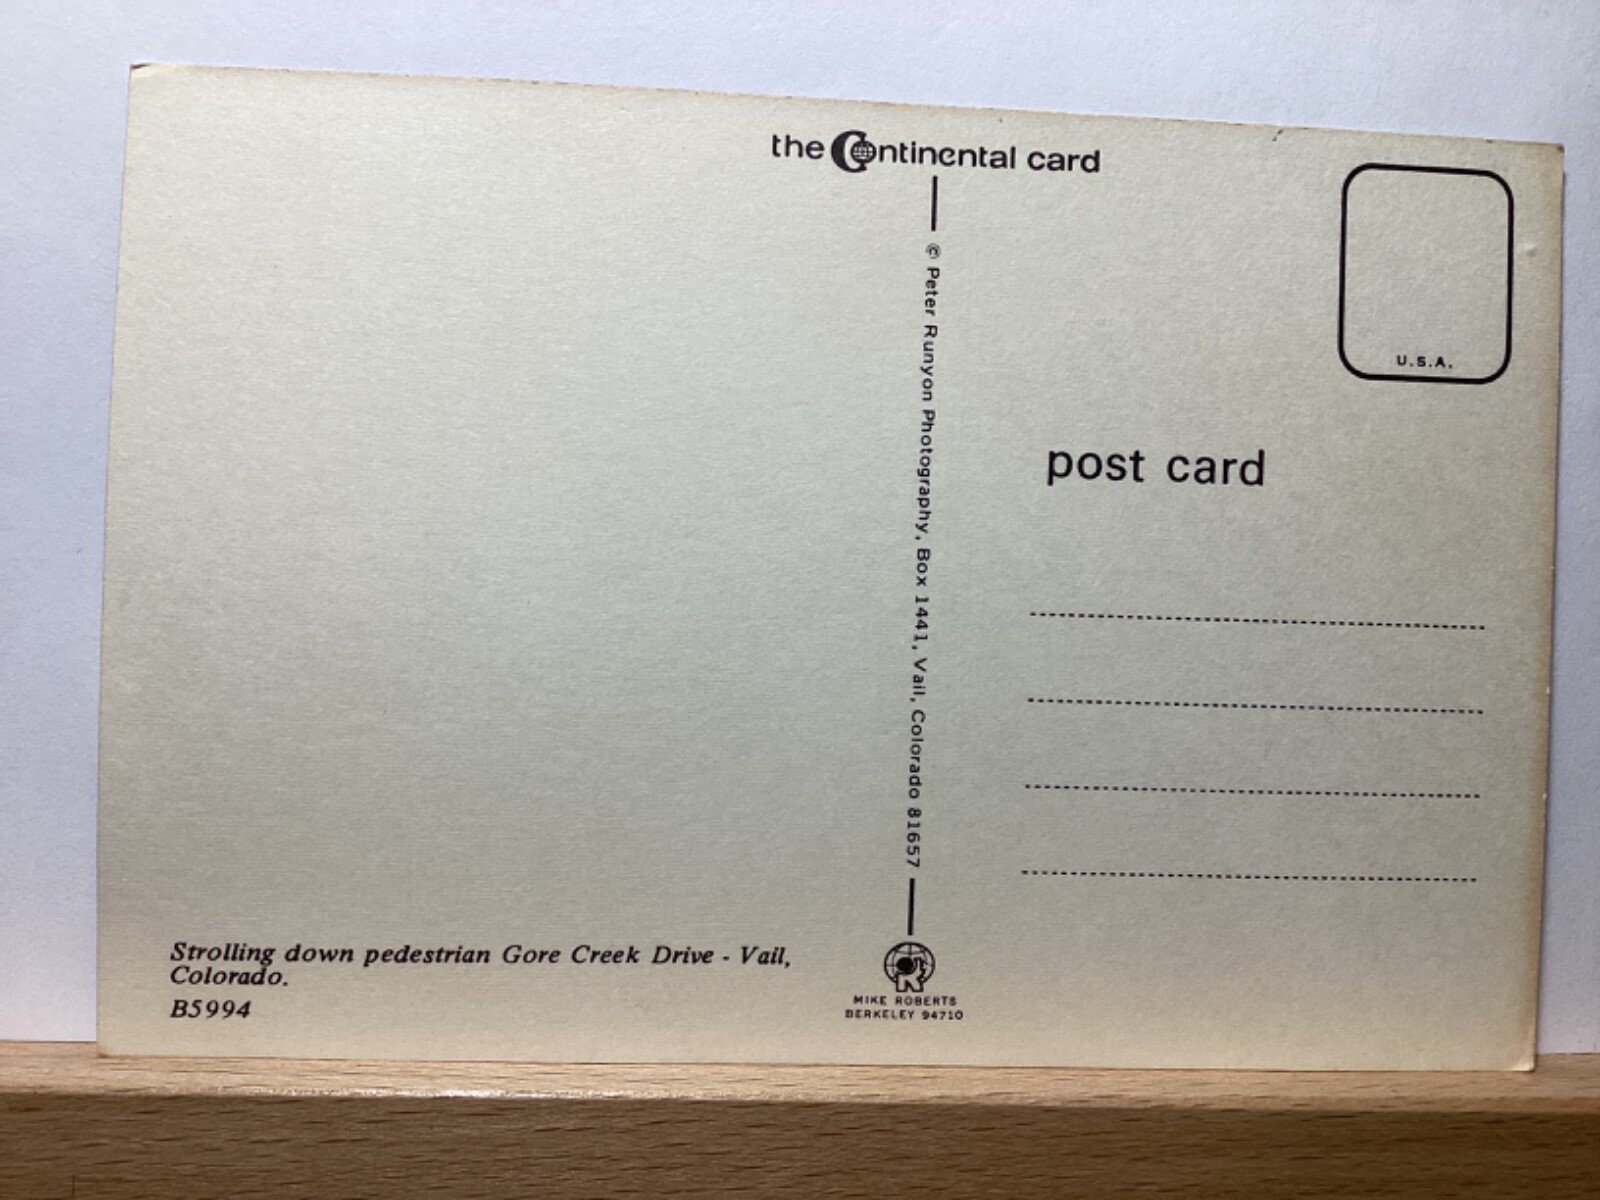 the Continental card
U.S.A.
post card
© Peter Runyon Photography, Box 1441, Vail, Colorado 81657
Strolling down pedestrian Gore Creek Drive - Vail,
Colorado.
B5994
MIKE ROBERTS
BERKELEY 94710